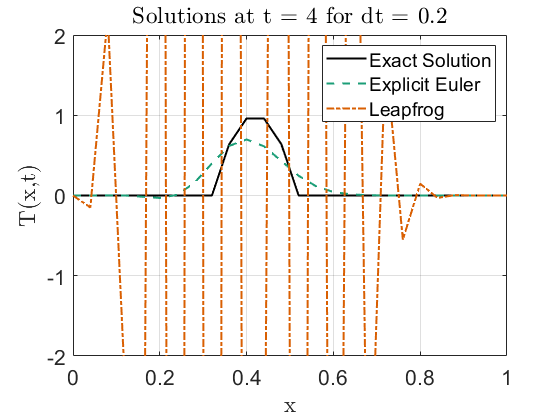 Solutions at t = 4 for dt = 0.2
Exact Solution
Explicit Euler
Leapfrog
T(x,t)
2
1
0
-1
-2
0 0.2 0.4 0.6 0.8 1
x